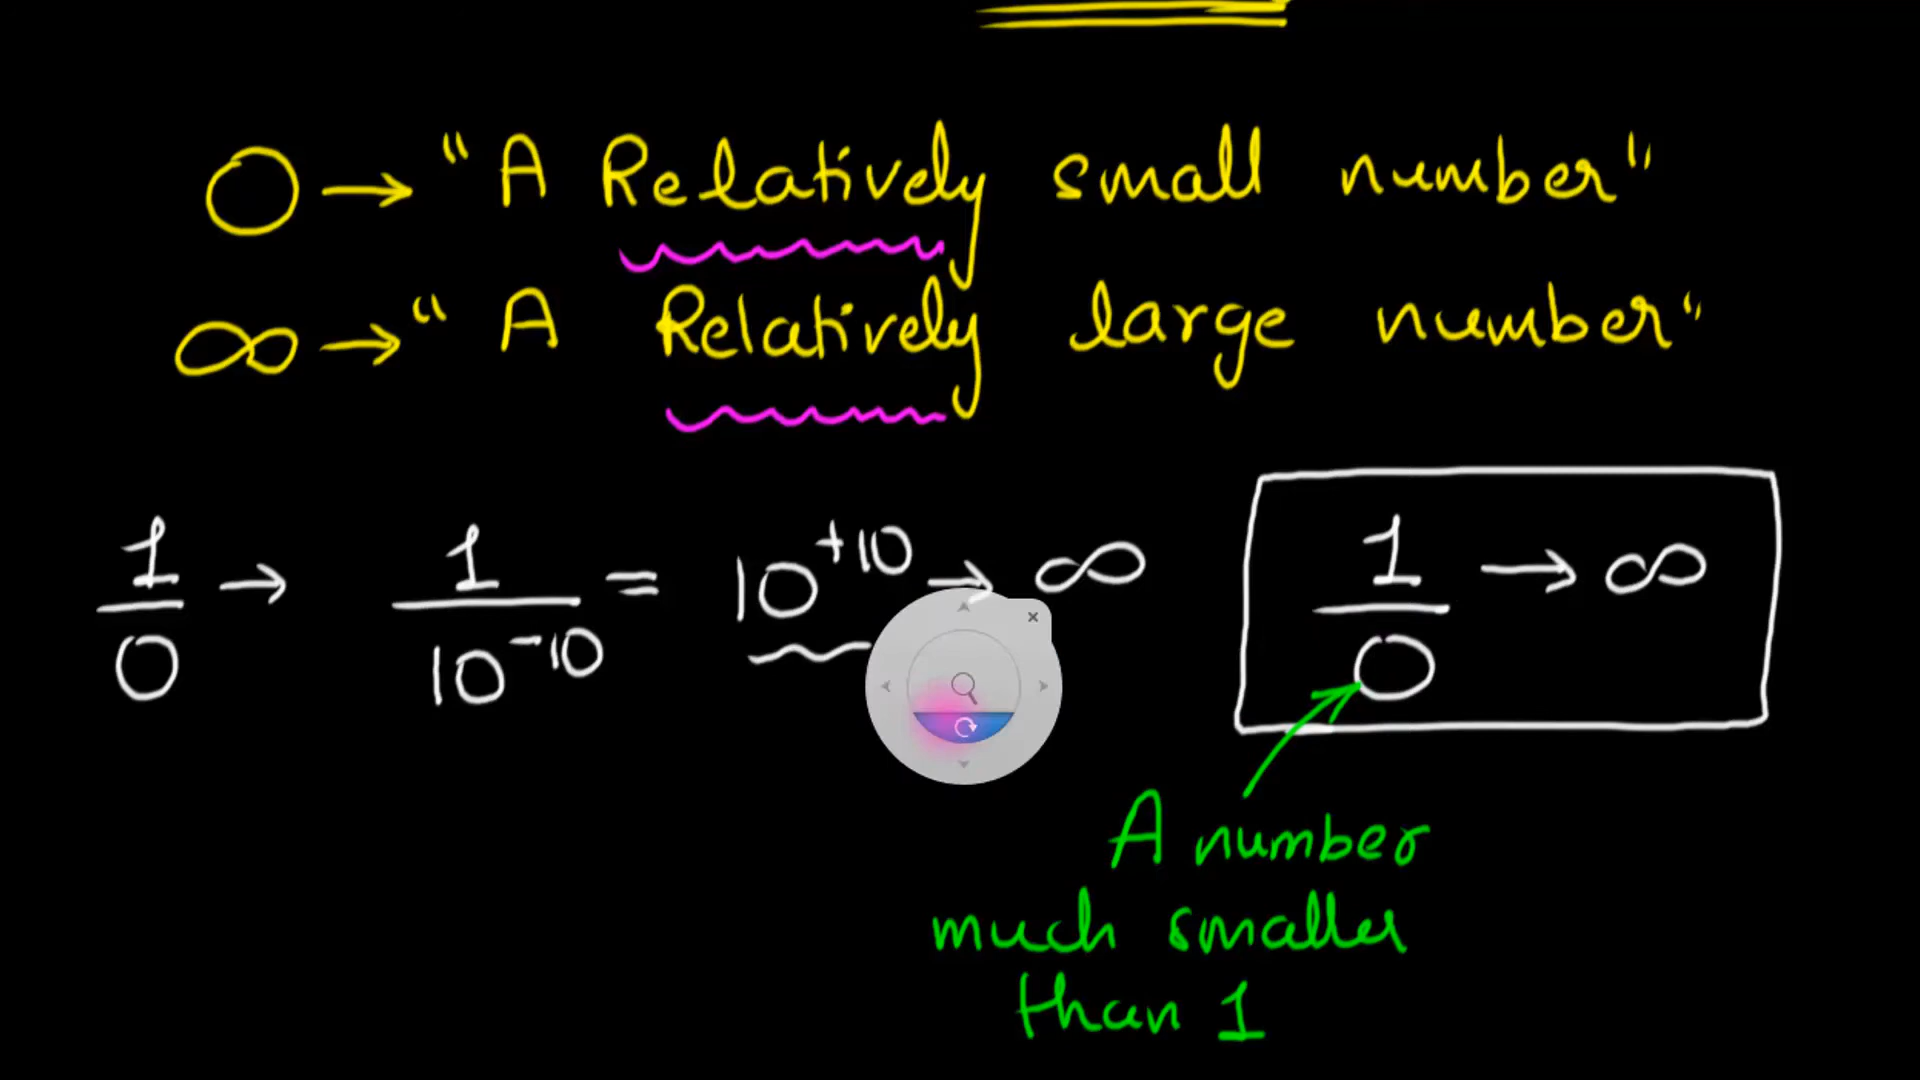 0 → "A Relatively small number"
∞ → "A Relatively large number"
1/0 → 1/10^-10 = 10^+10 → ∞
1/0 → ∞
A number
much smaller
than 1